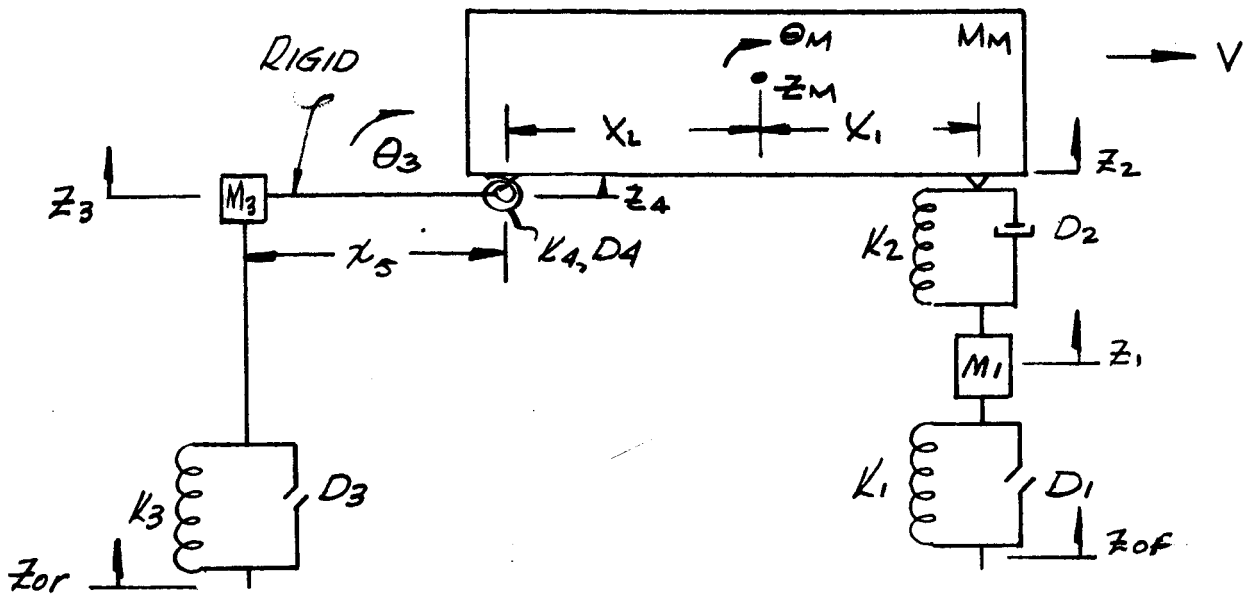 RIGID
θM
MM
V
ZM
X2
X1
θ3
Z2
Z3
M3
Z4
K2
D2
x5
K4, D4
M1
Z1
K3
D3
K1
D1
Zor
Zof